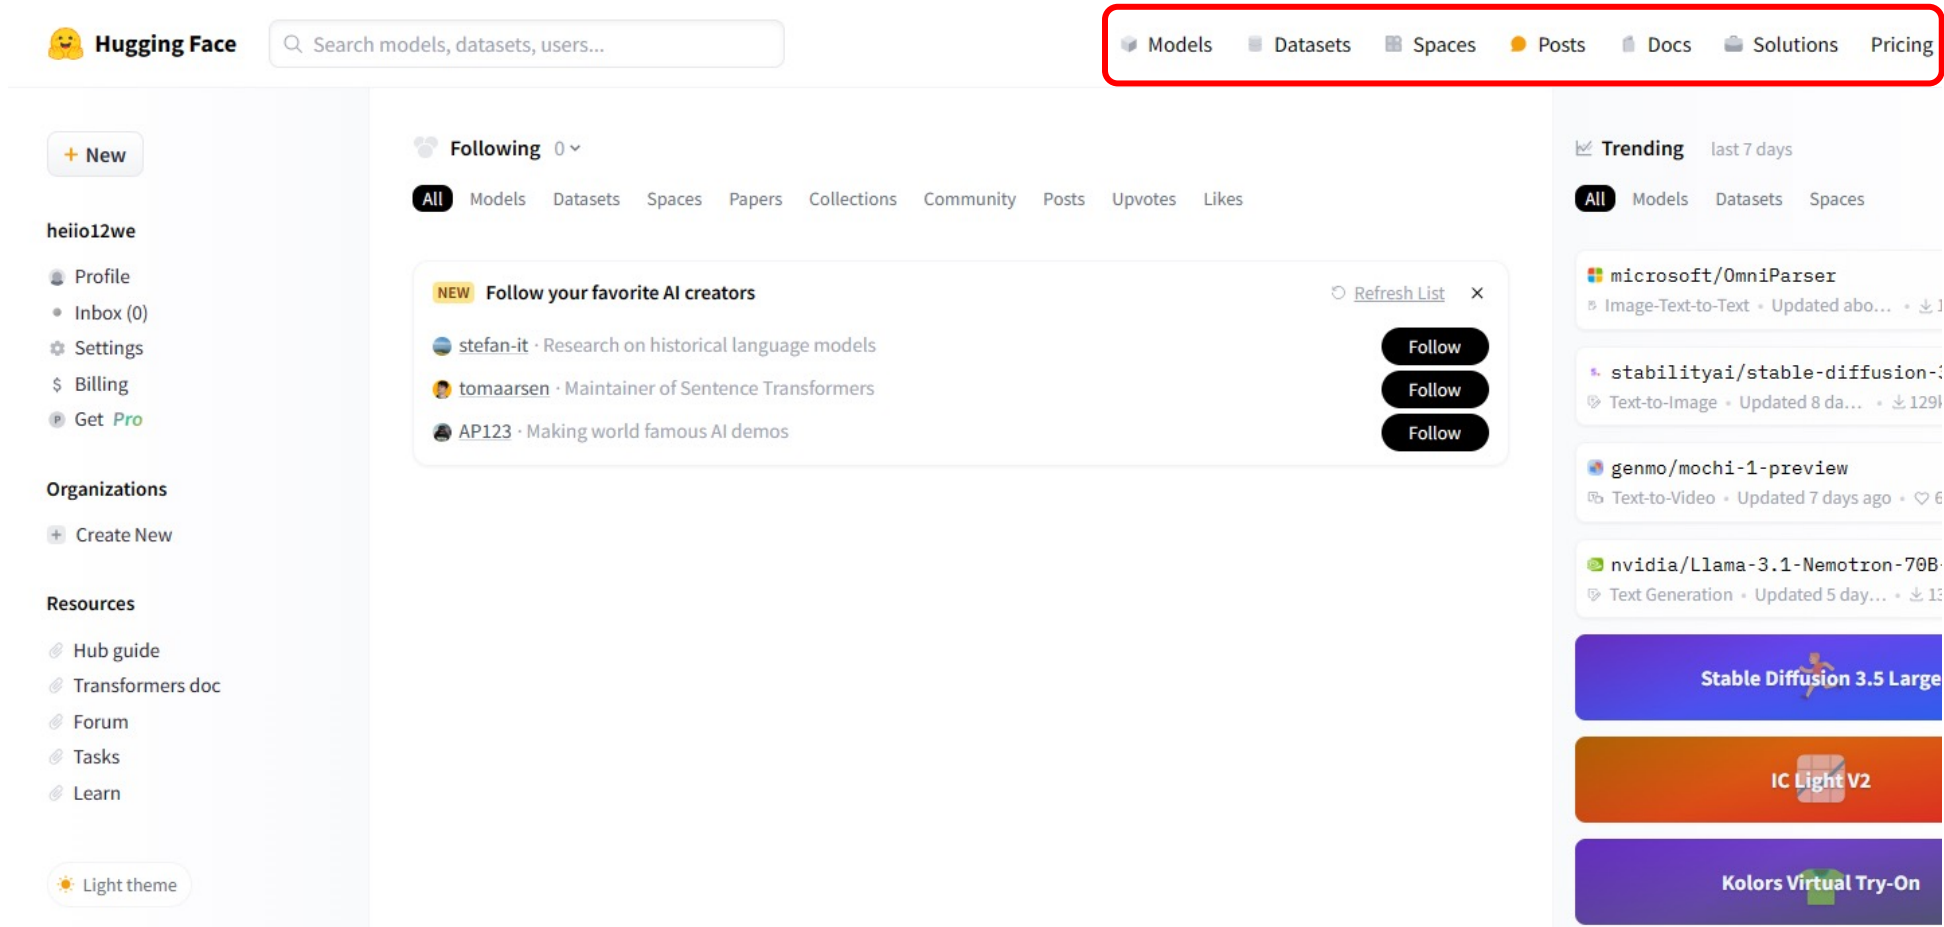 Hugging Face
Search models, datasets, users...
Models Datasets Spaces Posts Docs Solutions Pricing
+ New
heiio12we
Profile
Inbox (0)
Settings
$ Billing
P Get Pro
Organizations
+ Create New
Resources
Hub guide
Transformers doc
Forum
Tasks
Learn
Light theme
Following 0
All Models Datasets Spaces Papers Collections Community Posts Upvotes Likes
NEW Follow your favorite AI creators Refresh List ×
stefan-it · Research on historical language models Follow
tomaarsen · Maintainer of Sentence Transformers Follow
AP123 · Making world famous AI demos Follow
Trending last 7 days
All Models Datasets Spaces
microsoft/OmniParser
Image-Text-to-Text • Updated abo... • 1
s. stabilityai/stable-diffusion-3
Text-to-Image • Updated 8 da... • 129k
genmo/mochi-1-preview
Text-to-Video • Updated 7 days ago • 6
nvidia/Llama-3.1-Nemotron-70B-
Text Generation • Updated 5 day... • 13
Stable Diffusion 3.5 Large
IC Light V2
Kolors Virtual Try-On